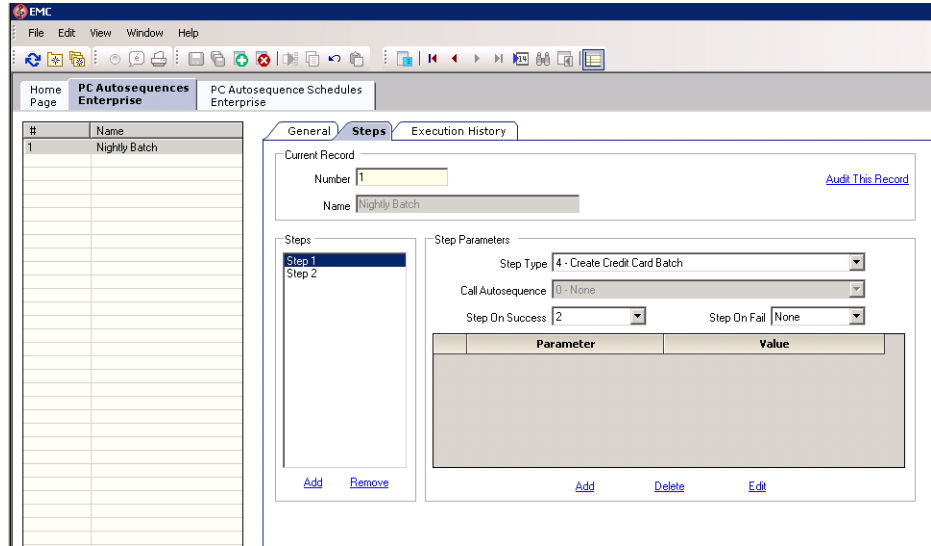 EMC
File Edit View Window Help
Home Page
PC Autosequences Enterprise
PC Autosequence Schedules Enterprise
# Name
1 Nightly Batch
General Steps Execution History
Current Record
Number 1
Audit This Record
Name Nightly Batch
Steps
Step 1
Step 2
Add Remove
Step Parameters
Step Type 4 - Create Credit Card Batch
Call Autosequence 0 - None
Step On Success 2 Step On Fail None
Parameter Value
Add Delete Edit